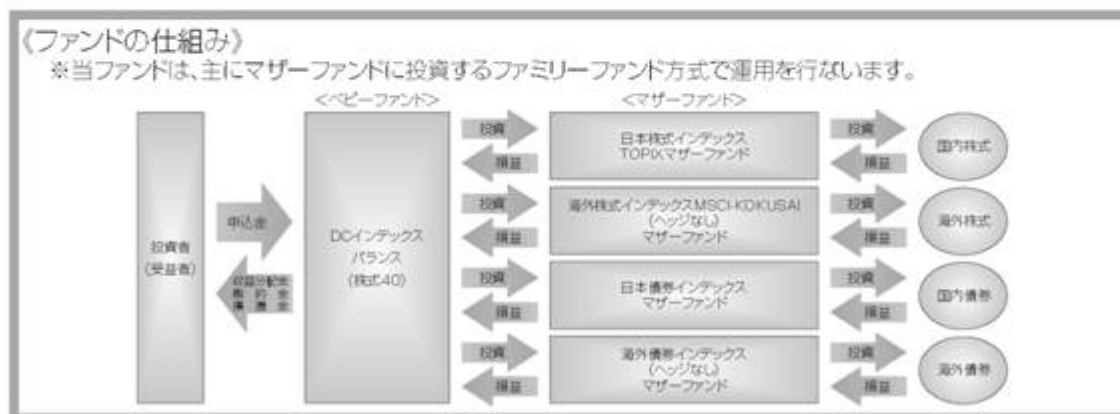 《ファンドの仕組み》
※当ファンドは、主にマザーファンドに投資するファミリーファンド方式で運用を行ないます。
<ベビーファンド>
<マザーファンド>
投資者
(受益者)
申込金
収益分配金
解約金
償還金
DCインデックス
バランス
(株式40)
投資
損益
日本株式インデックス
TOPIXマザーファンド
投資
損益
国内株式
投資
損益
海外株式インデックスMSCI-KOKUSAI
(ヘッジなし)
マザーファンド
投資
損益
海外株式
投資
損益
日本債券インデックス
マザーファンド
投資
損益
国内債券
投資
損益
海外債券インデックス
(ヘッジなし)
マザーファンド
投資
損益
海外債券